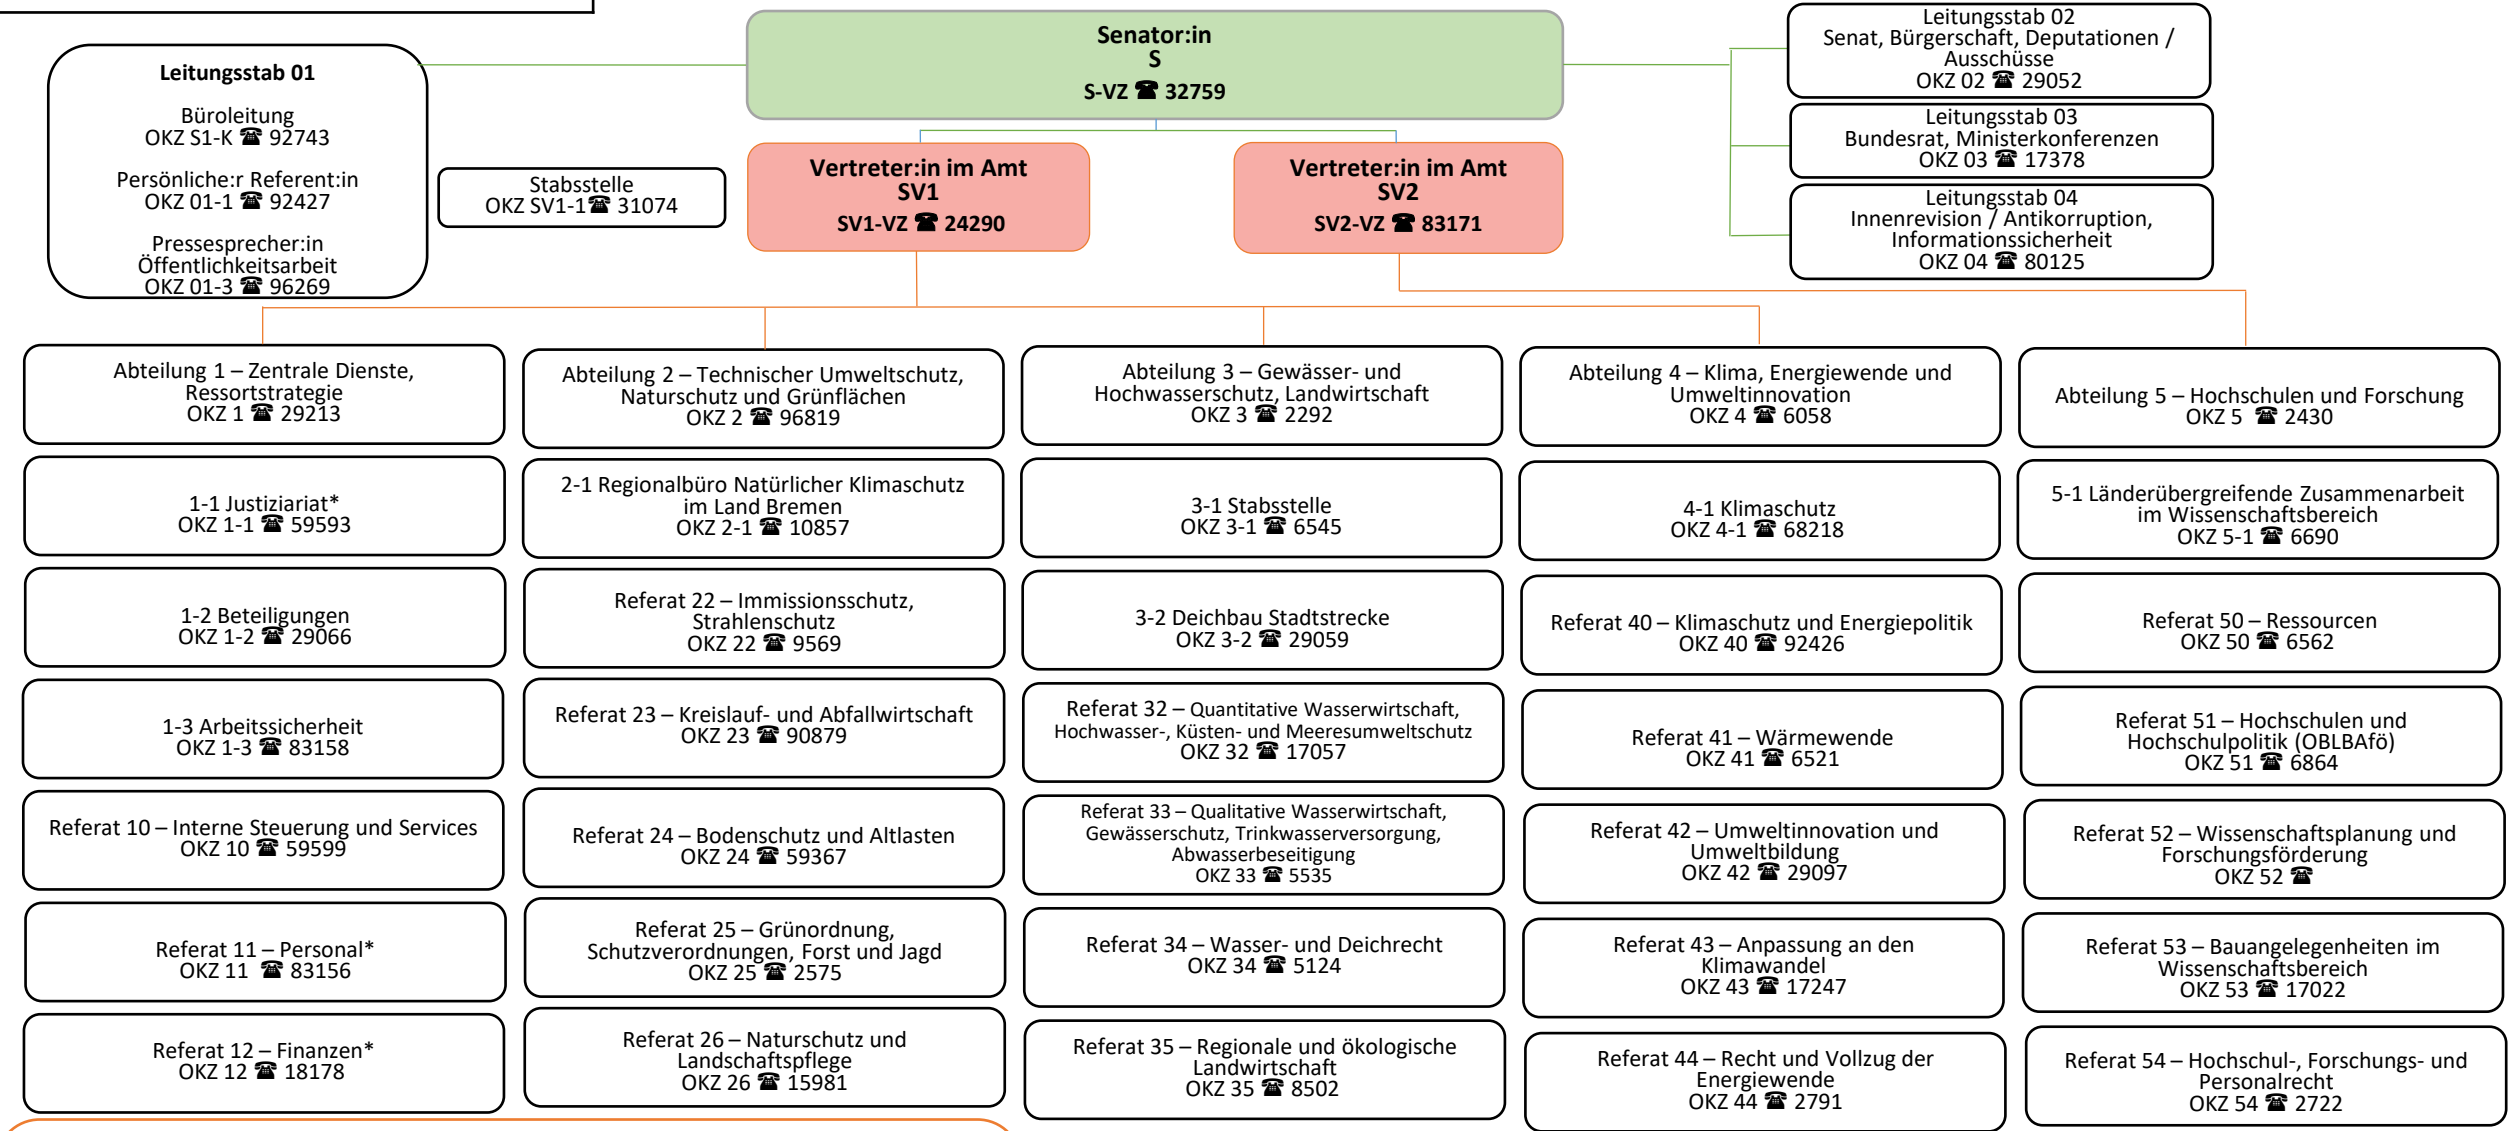 Senator:in
S
S-VZ ☎ 32759
Leitungsstab 01
Büroleitung
OKZ S1-K ☎ 92743
Persönliche:r Referent:in
OKZ 01-1 ☎ 92427
Pressesprecher:in
Öffentlichkeitsarbeit
OKZ 01-3 ☎ 96269
Leitungsstab 02
Senat, Bürgerschaft, Deputationen /
Ausschüsse
OKZ 02 ☎ 29052
Leitungsstab 03
Bundesrat, Ministerkonferenzen
OKZ 03 ☎ 17378
Leitungsstab 04
Innenrevision / Antikorruption,
Informationssicherheit
OKZ 04 ☎ 80125
Stabsstelle
OKZ SV1-1☎ 31074
Vertreter:in im Amt
SV1
SV1-VZ ☎ 24290
Vertreter:in im Amt
SV2
SV2-VZ ☎ 83171
Abteilung 1 – Zentrale Dienste,
Ressortstrategie
OKZ 1 ☎ 29213
1-1 Justiziariat*
OKZ 1-1 ☎ 59593
1-2 Beteiligungen
OKZ 1-2 ☎ 29066
1-3 Arbeitssicherheit
OKZ 1-3 ☎ 83158
Referat 10 – Interne Steuerung und Services
OKZ 10 ☎ 59599
Referat 11 – Personal*
OKZ 11 ☎ 83156
Referat 12 – Finanzen*
OKZ 12 ☎ 18178
Abteilung 2 – Technischer Umweltschutz,
Naturschutz und Grünflächen
OKZ 2 ☎ 96819
2-1 Regionalbüro Natürlicher Klimaschutz
im Land Bremen
OKZ 2-1 ☎ 10857
Referat 22 – Immissionsschutz,
Strahlenschutz
OKZ 22 ☎ 9569
Referat 23 – Kreislauf- und Abfallwirtschaft
OKZ 23 ☎ 90879
Referat 24 – Bodenschutz und Altlasten
OKZ 24 ☎ 59367
Referat 25 – Grünordnung,
Schutzverordnungen, Forst und Jagd
OKZ 25 ☎ 2575
Referat 26 – Naturschutz und
Landschaftspflege
OKZ 26 ☎ 15981
Abteilung 3 – Gewässer- und
Hochwasserschutz, Landwirtschaft
OKZ 3 ☎ 2292
3-1 Stabsstelle
OKZ 3-1 ☎ 6545
3-2 Deichbau Stadtstrecke
OKZ 3-2 ☎ 29059
Referat 32 – Quantitative Wasserwirtschaft,
Hochwasser-, Küsten- und Meeresumweltschutz
OKZ 32 ☎ 17057
Referat 33 – Qualitative Wasserwirtschaft,
Gewässerschutz, Trinkwasserversorgung,
Abwasserbeseitigung
OKZ 33 ☎ 5535
Referat 34 – Wasser- und Deichrecht
OKZ 34 ☎ 5124
Referat 35 – Regionale und ökologische
Landwirtschaft
OKZ 35 ☎ 8502
Abteilung 4 – Klima, Energiewende und
Umweltinnovation
OKZ 4 ☎ 6058
4-1 Klimaschutz
OKZ 4-1 ☎ 68218
Referat 40 – Klimaschutz und Energiepolitik
OKZ 40 ☎ 92426
Referat 41 – Wärmewende
OKZ 41 ☎ 6521
Referat 42 – Umweltinnovation und
Umweltbildung
OKZ 42 ☎ 29097
Referat 43 – Anpassung an den
Klimawandel
OKZ 43 ☎ 17247
Referat 44 – Recht und Vollzug der
Energiewende
OKZ 44 ☎ 2791
Abteilung 5 – Hochschulen und Forschung
OKZ 5 ☎ 2430
5-1 Länderübergreifende Zusammenarbeit
im Wissenschaftsbereich
OKZ 5-1 ☎ 6690
Referat 50 – Ressourcen
OKZ 50 ☎ 6562
Referat 51 – Hochschulen und
Hochschulpolitik (OBLBAfö)
OKZ 51 ☎ 6864
Referat 52 – Wissenschaftsplanung und
Forschungsförderung
OKZ 52 ☎
Referat 53 – Bauangelegenheiten im
Wissenschaftsbereich
OKZ 53 ☎ 17022
Referat 54 – Hochschul-, Forschungs- und
Personalrecht
OKZ 54 ☎ 2722